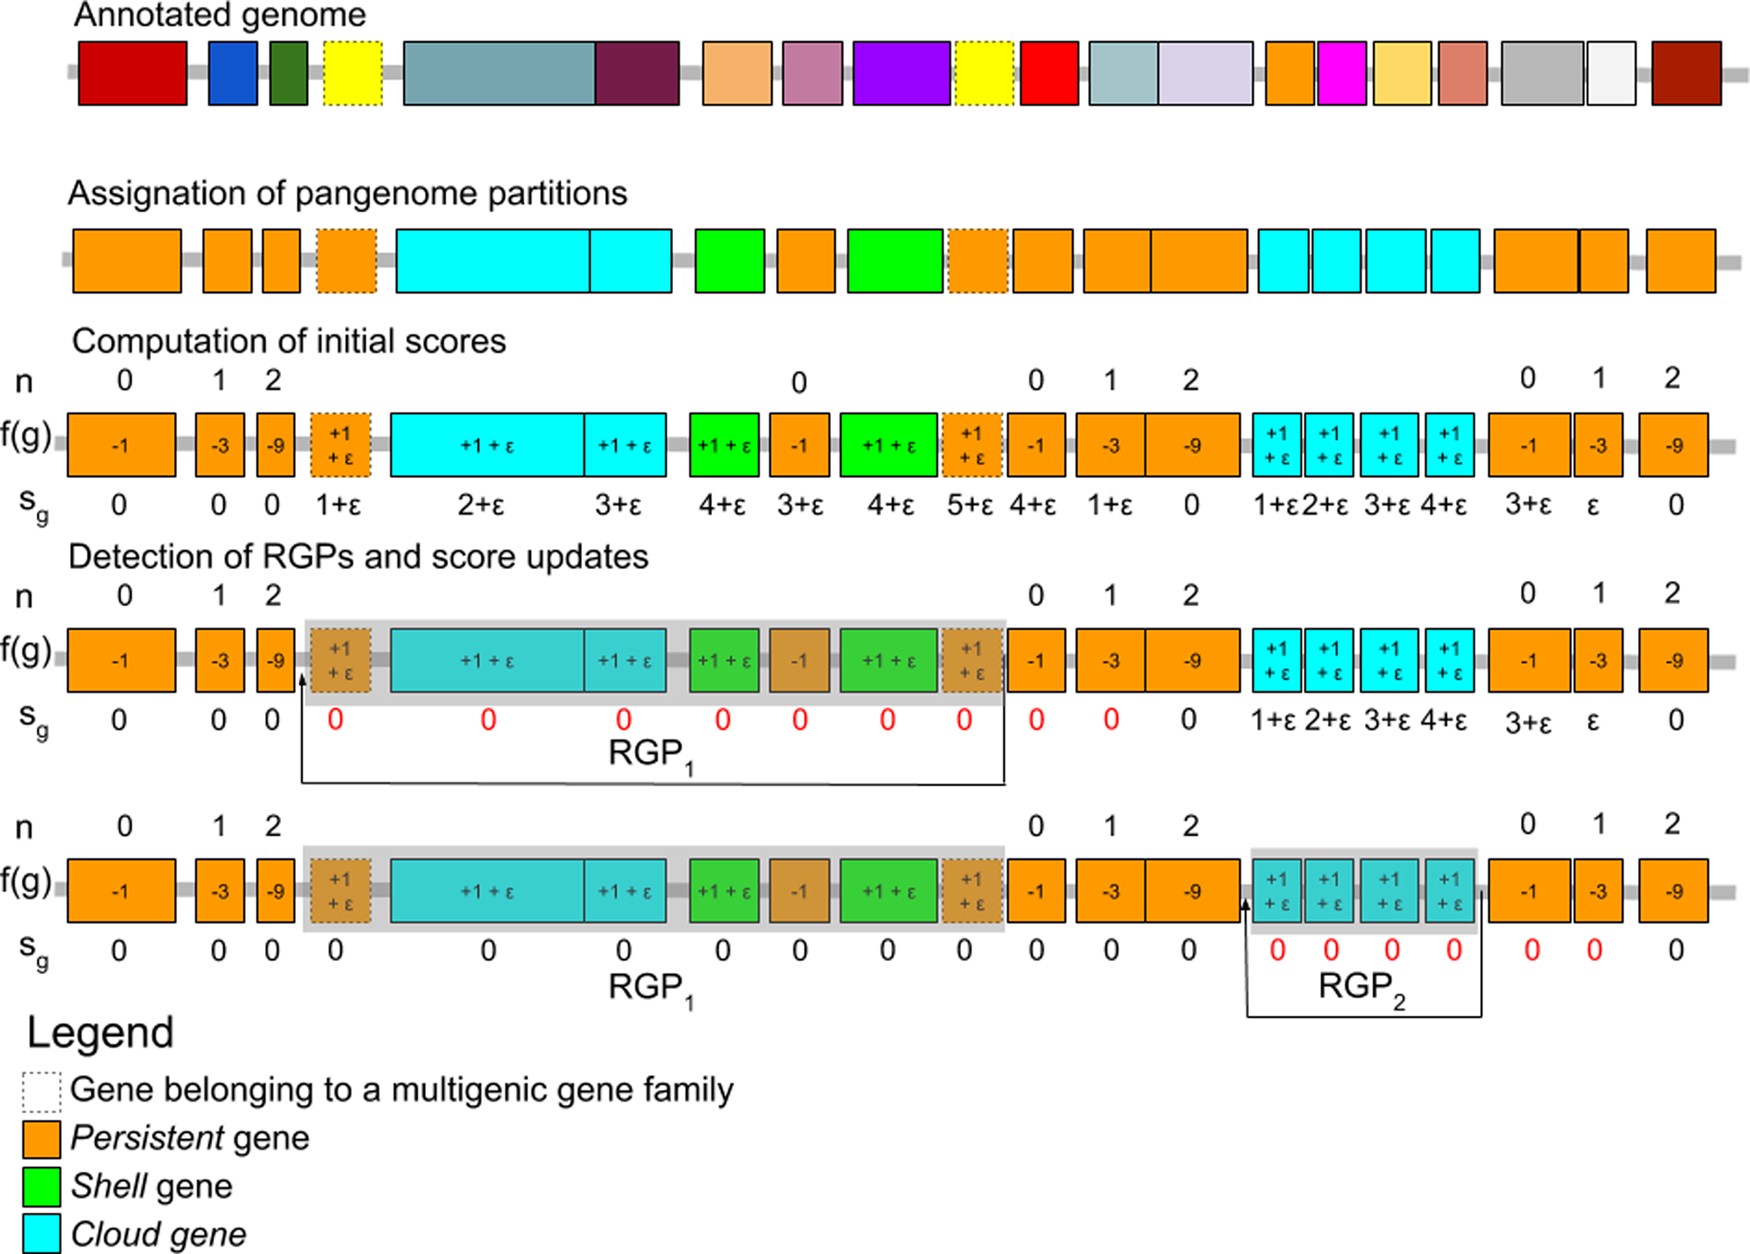 Annotated genome
Assignation of pangenome partitions
Computation of initial scores
n 0 1 2 0 0 1 2 0 1 2
f(g) -1 -3 -9 +1 + ε +1 + ε +1 + ε +1 + ε -1 +1 + ε +1 + ε -1 -3 -9 +1 + ε +1 + ε +1 + ε +1 + ε -1 -3 -9
sg 0 0 0 1+ε 2+ε 3+ε 4+ε 3+ε 4+ε 5+ε 4+ε 1+ε 0 1+ε 2+ε 3+ε 4+ε 3+ε ε 0
Detection of RGPs and score updates
n 0 1 2 0 1 2 0 1 2
f(g) -1 -3 -9 +1 + ε +1 + ε +1 + ε +1 + ε -1 +1 + ε +1 + ε -1 -3 -9 +1 + ε +1 + ε +1 + ε +1 + ε -1 -3 -9
sg 0 0 0 0 0 0 0 0 0 0 0 0 0 1+ε 2+ε 3+ε 4+ε 3+ε ε 0
RGP1
n 0 1 2 0 1 2 0 1 2
f(g) -1 -3 -9 +1 + ε +1 + ε +1 + ε +1 + ε -1 +1 + ε +1 + ε -1 -3 -9 +1 + ε +1 + ε +1 + ε +1 + ε -1 -3 -9
sg 0 0 0 0 0 0 0 0 0 0 0 0 0 0 0 0 0 0 0 0
RGP1 RGP2
Legend
Gene belonging to a multigenic gene family
Persistent gene
Shell gene
Cloud gene